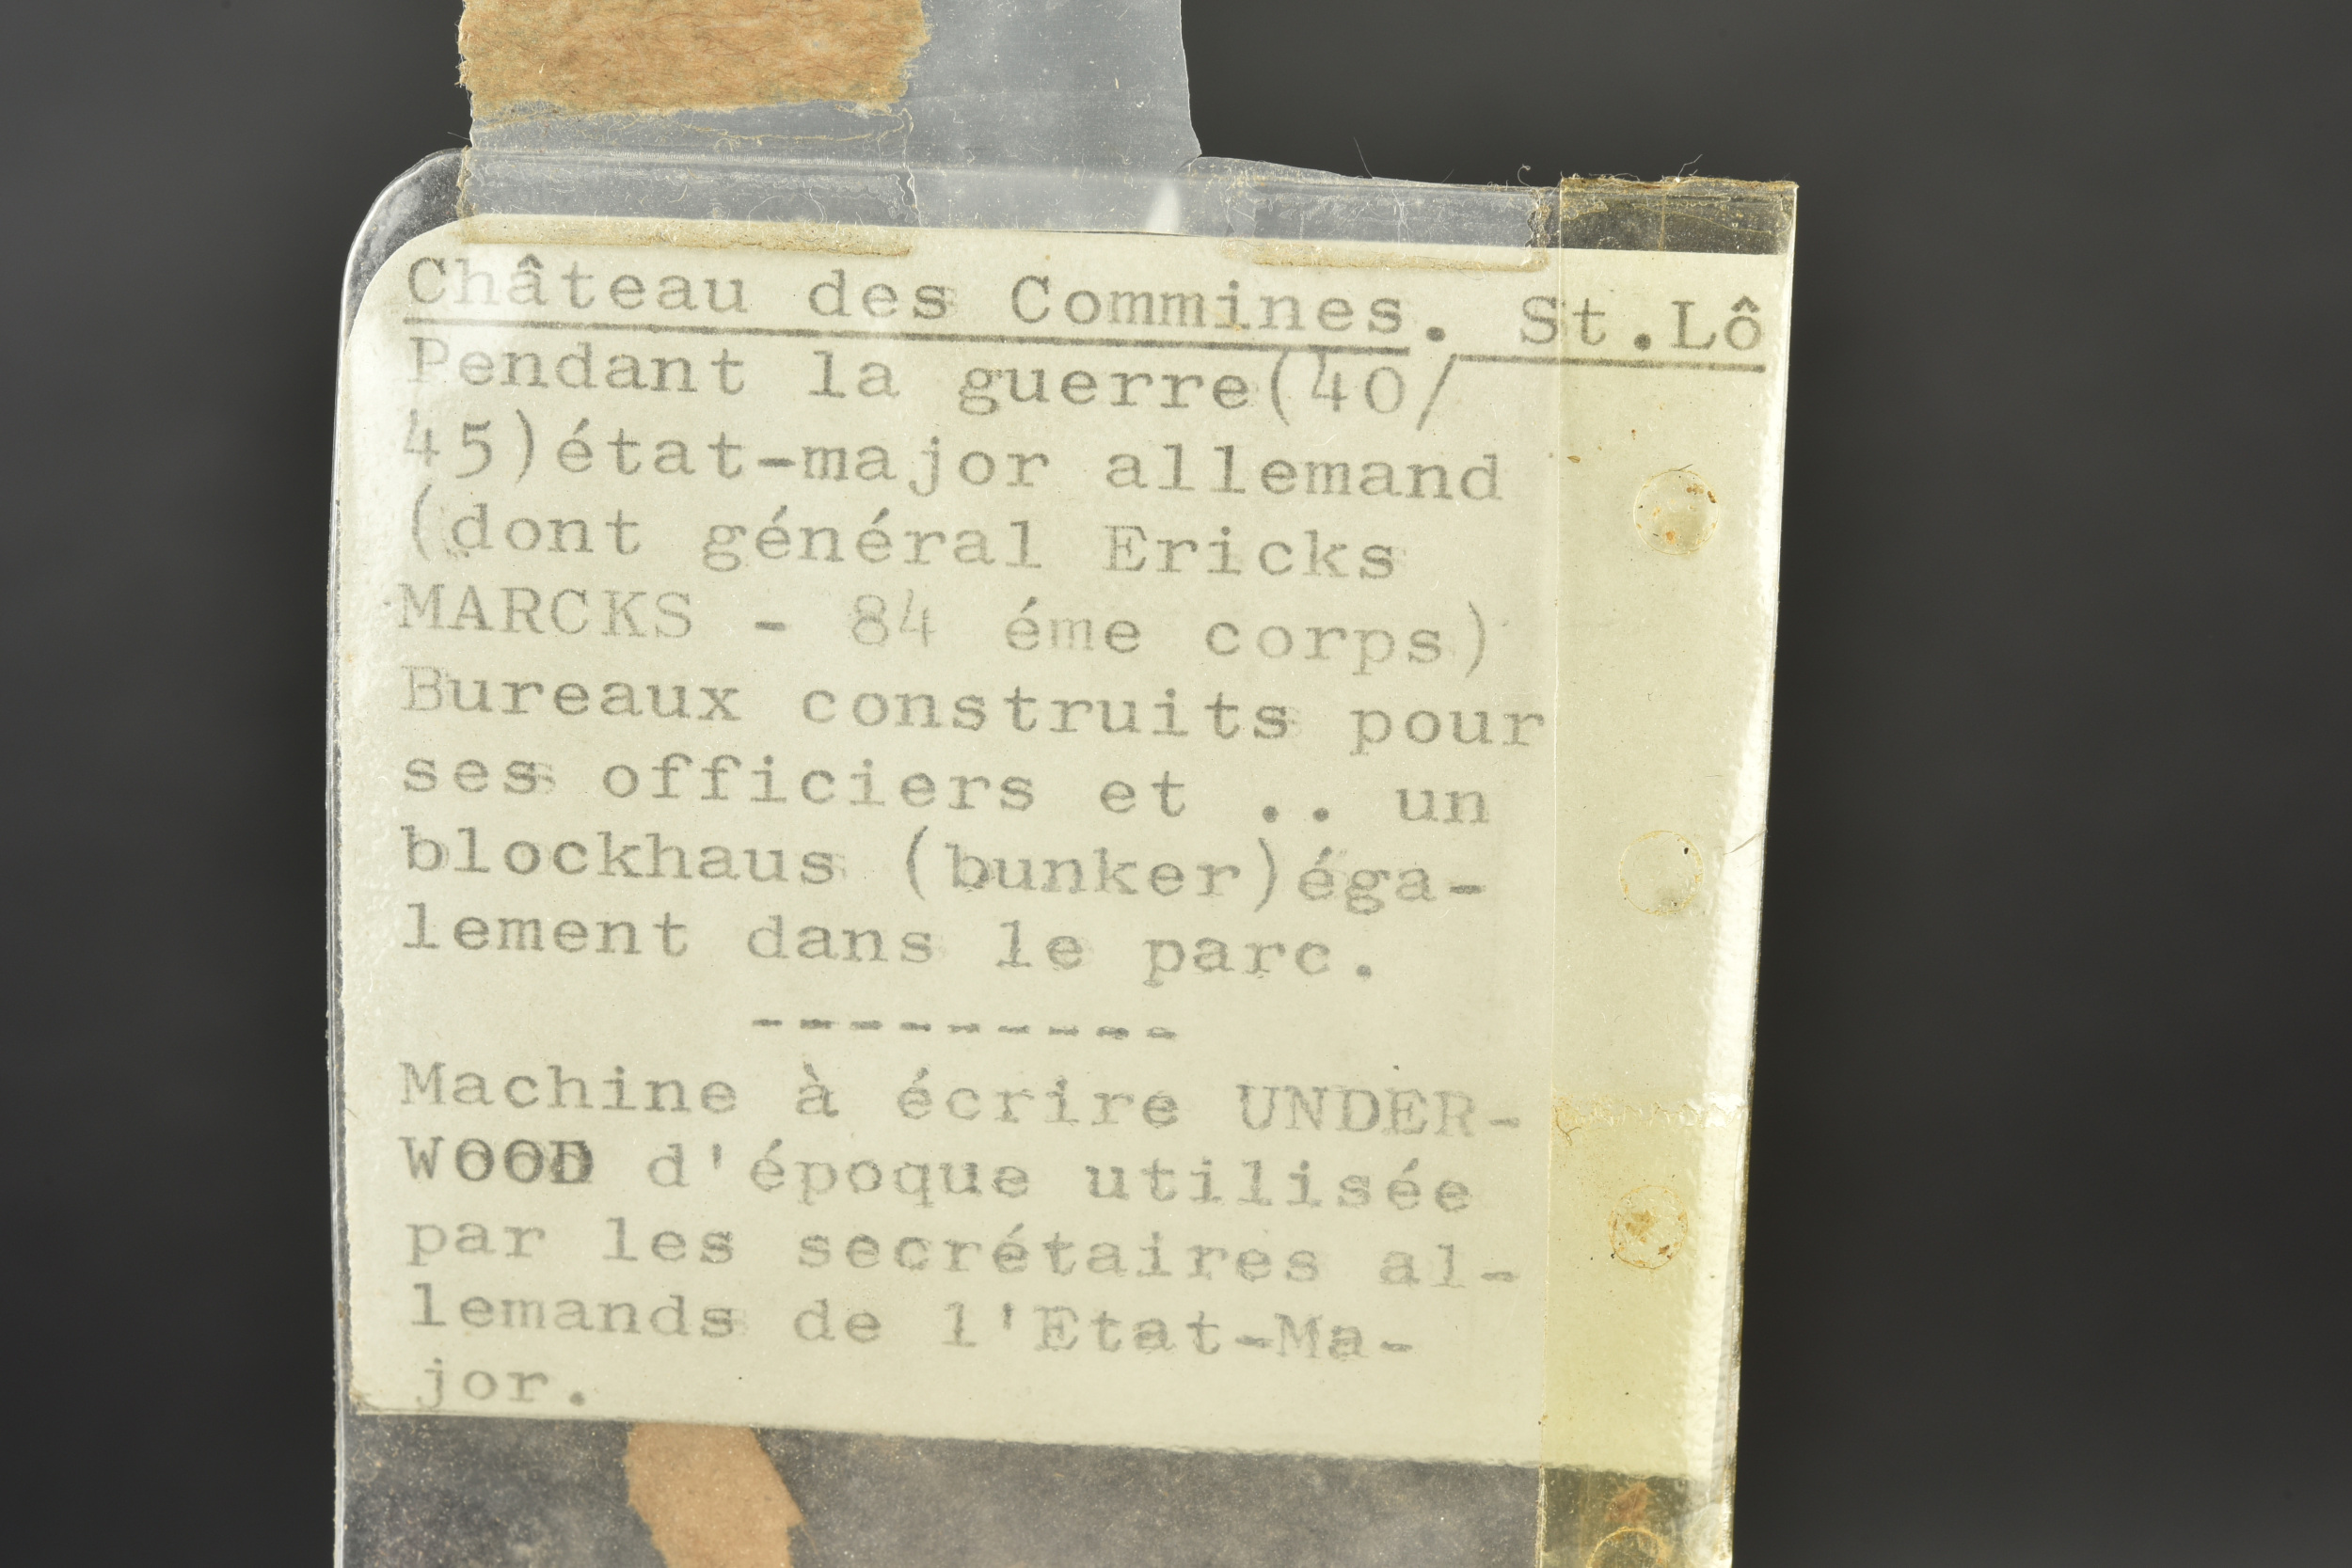 Château des Commines. St.Lô
Pendant la guerre(40/
45)état-major allemand
(dont général Ericks
MARCKS - 84 éme corps)
Bureaux construits pour
ses officiers et .. un
blockhaus (bunker)éga-
lement dans le parc.
---------
Machine à écrire UNDER-
WOOD d'époque utilisée
par les secrétaires al-
lemands de l'Etat-Ma-
jor.